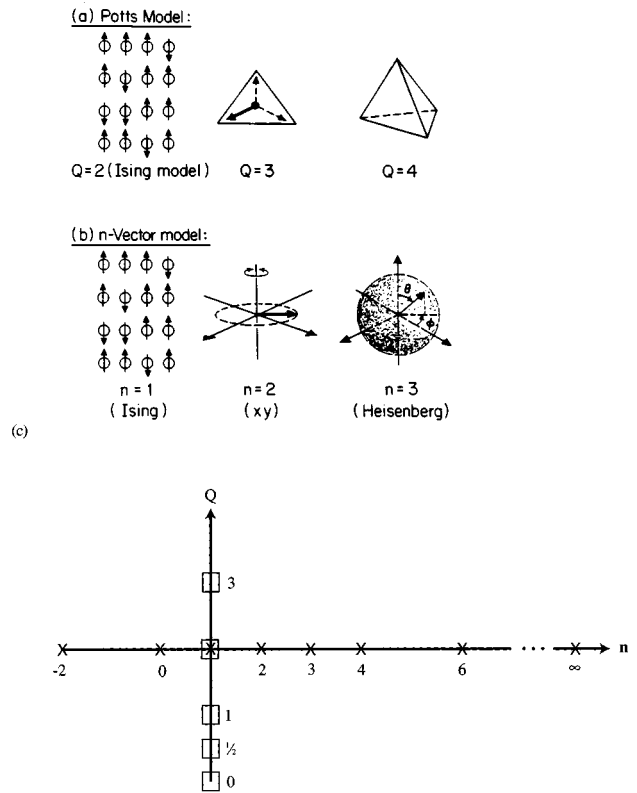 (a) Potts Model:
Q=2 (Ising model) Q=3 Q=4
(b) n-Vector model:
θ
ϕ
n=1 n=2 n=3
(Ising) (xy) (Heisenberg)
(c)
Q
3
n
-2 0 2 3 4 6 ... ∞
1
½
0